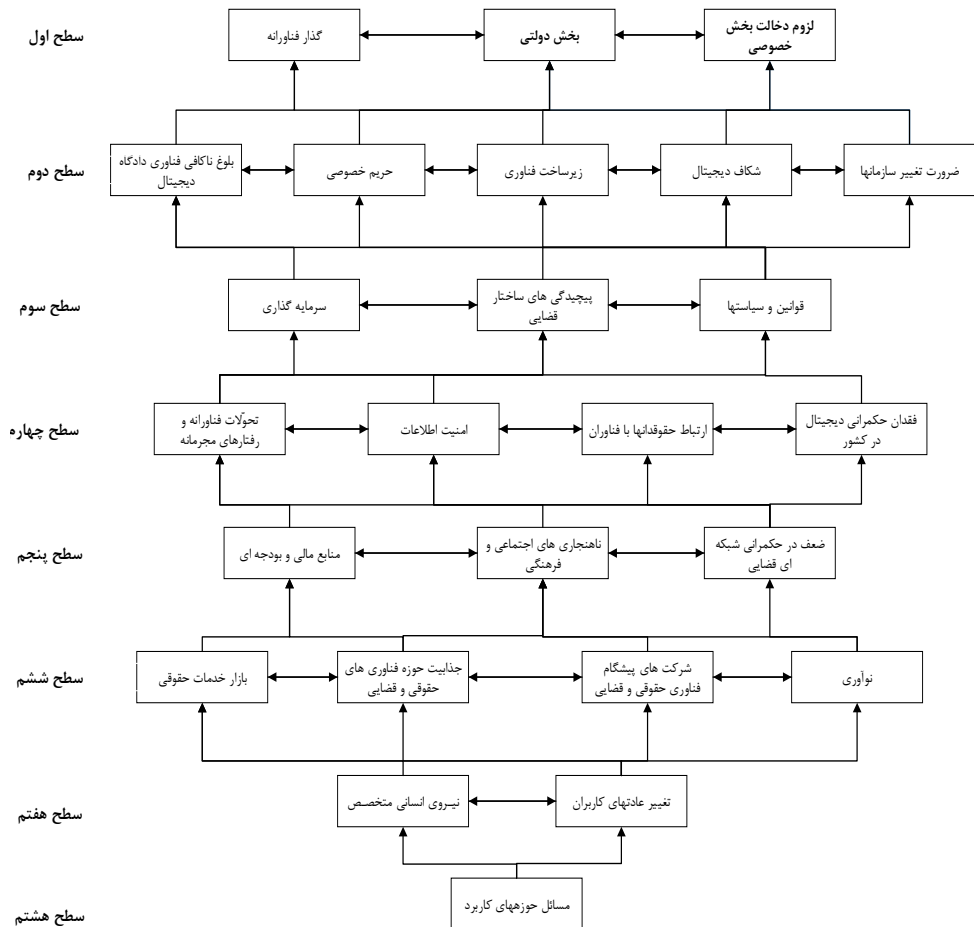 سطح اول
لزوم دخالت بخش
خصوصی
بخش دولتی
گذار فناورانه
سطح دوم
ضرورت تغییر سازمانها
شکاف دیجیتال
زیرساخت فناوری
حریم خصوصی
بلوغ ناکافی فناوری دادگاه
دیجیتال
سطح سوم
قوانین و سیاستها
پیچیدگی های ساختار
قضایی
سرمایه گذاری
سطح چهاره
فقدان حکمرانی دیجیتال
در کشور
ارتباط حقوقدانها با فناوران
امنیت اطلاعات
تحوّلات فناورانه و
رفتارهای مجرمانه
سطح پنجم
ضعف در حکمرانی شبکه
ای قضایی
ناهنجاری های اجتماعی و
فرهنگی
منابع مالی و بودجه ای
سطح ششم
نوآوری
شرکت های پیشگام
فناوری حقوقی و قضایی
جذابیت حوزه فناوری های
حقوقی و قضایی
بازار خدمات حقوقی
سطح هفتم
تغییر عادتهای کاربران
نیـروی انسانی متخصـص
سطح هشتم
مسائل حوزههای کاربرد